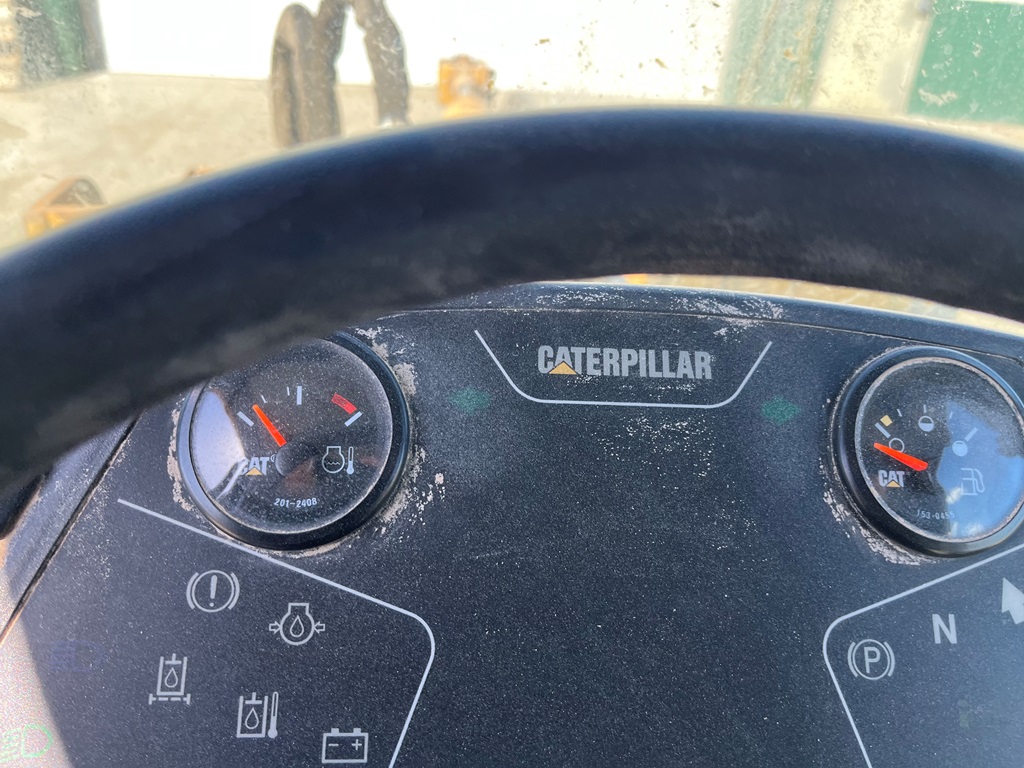 CATERPILLAR
CAT
201-2408
CAT
N
P